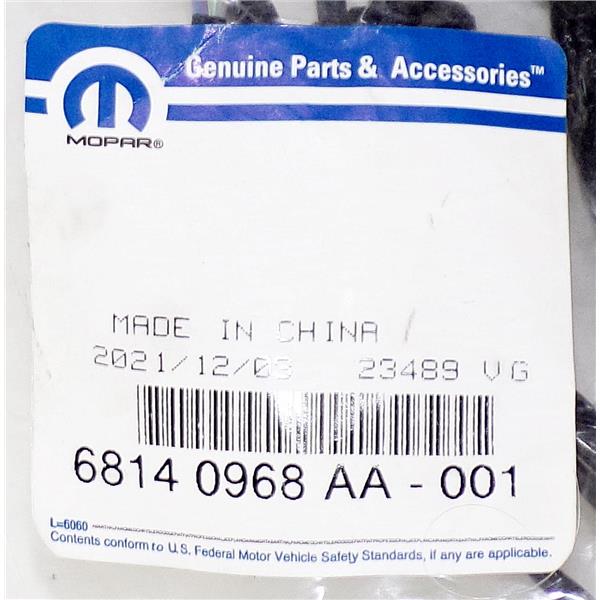 Genuine Parts & Accessories™
MOPAR®
MADE IN CHINA /
2021/12/03 23489 VG
6814 0968 AA - 001
L=6060
Contents conform to U.S. Federal Motor Vehicle Safety Standards, if any are applicable.